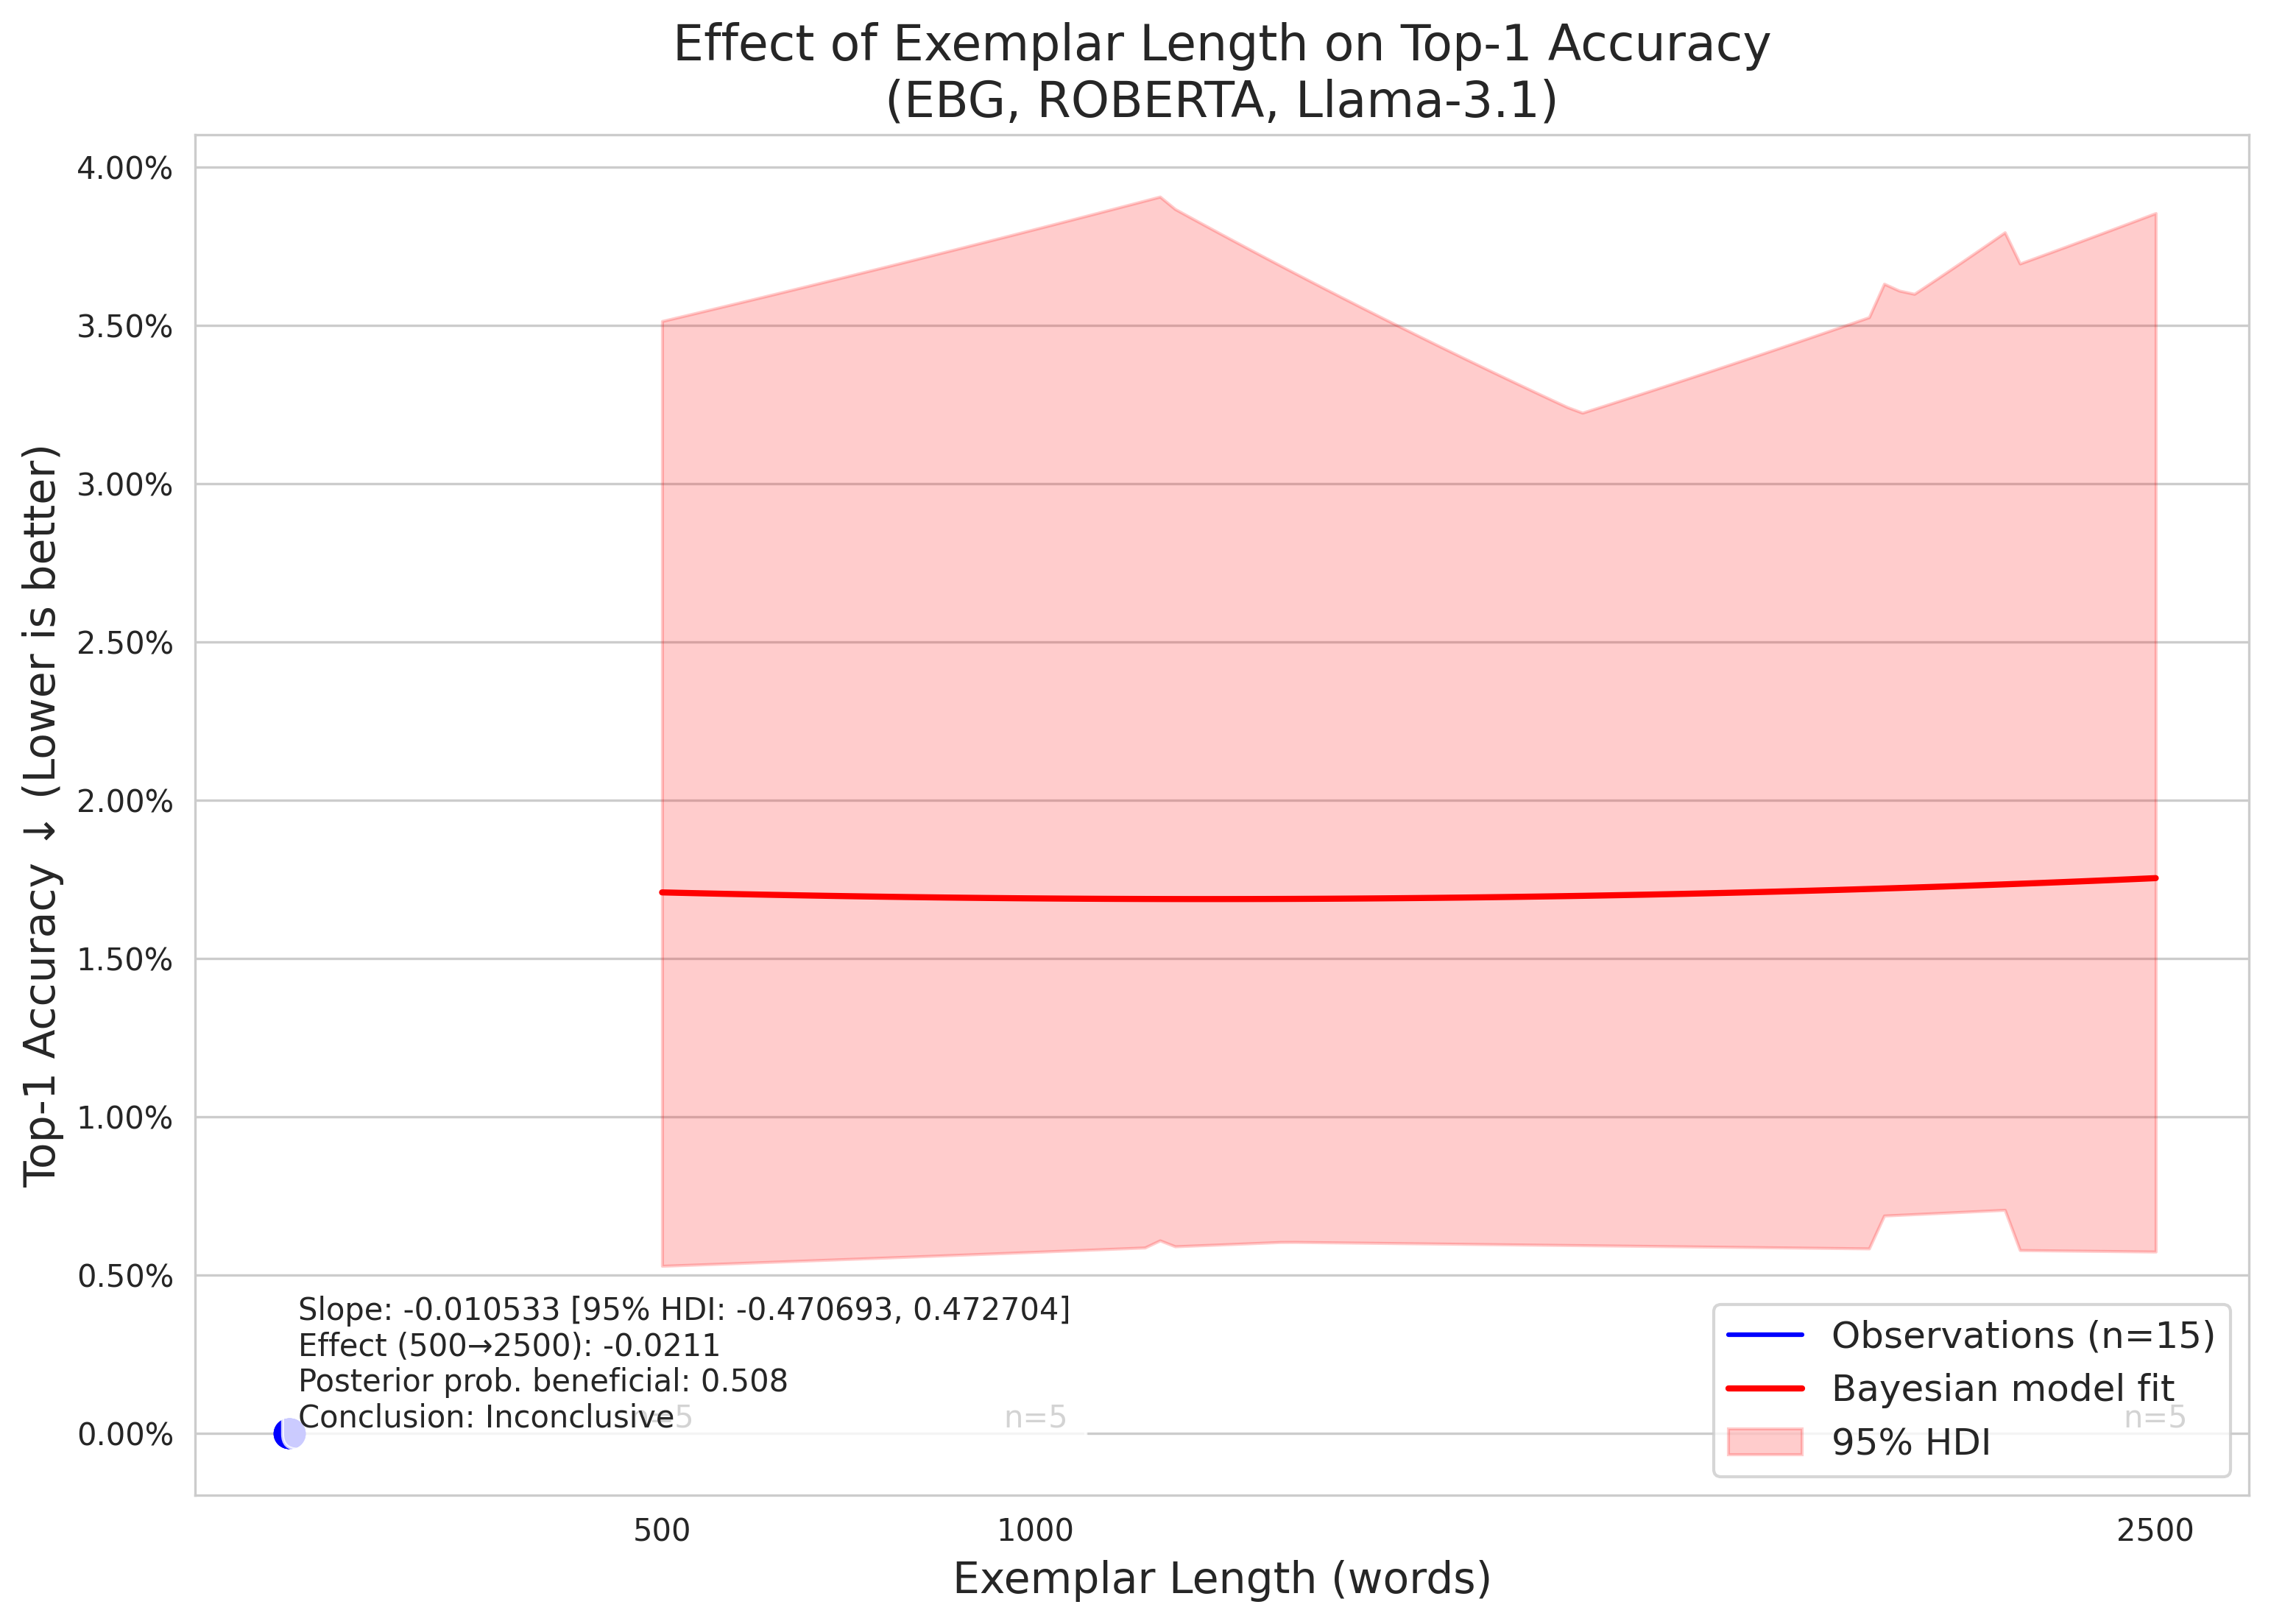 Effect of Exemplar Length on Top-1 Accuracy
(EBG, ROBERTA, Llama-3.1)
Top-1 Accuracy ↓ (Lower is better)
4.00%
3.50%
3.00%
2.50%
2.00%
1.50%
1.00%
0.50%
0.00%
Slope: -0.010533 [95% HDI: -0.470693, 0.472704]
Effect (500→2500): -0.0211
Posterior prob. beneficial: 0.508
Conclusion: Inconclusive
n=5
n=5
n=5
Observations (n=15)
Bayesian model fit
95% HDI
500
1000
2500
Exemplar Length (words)